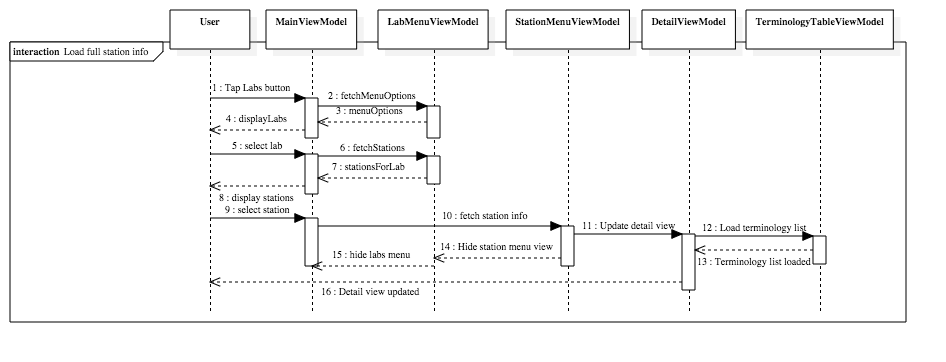 User
MainViewModel
LabMenuViewModel
StationMenuViewModel
DetailViewModel
TerminologyTableViewModel
interaction Load full station info
1 : Tap Labs button
2 : fetchMenuOptions
3 : menuOptions
4 : displayLabs
5 : select lab
6 : fetchStations
7 : stationsForLab
8 : display stations
9 : select station
10 : fetch station info
11 : Update detail view
12 : Load terminology list
13 : Terminology list loaded
14 : Hide station menu view
15 : hide labs menu
16 : Detail view updated